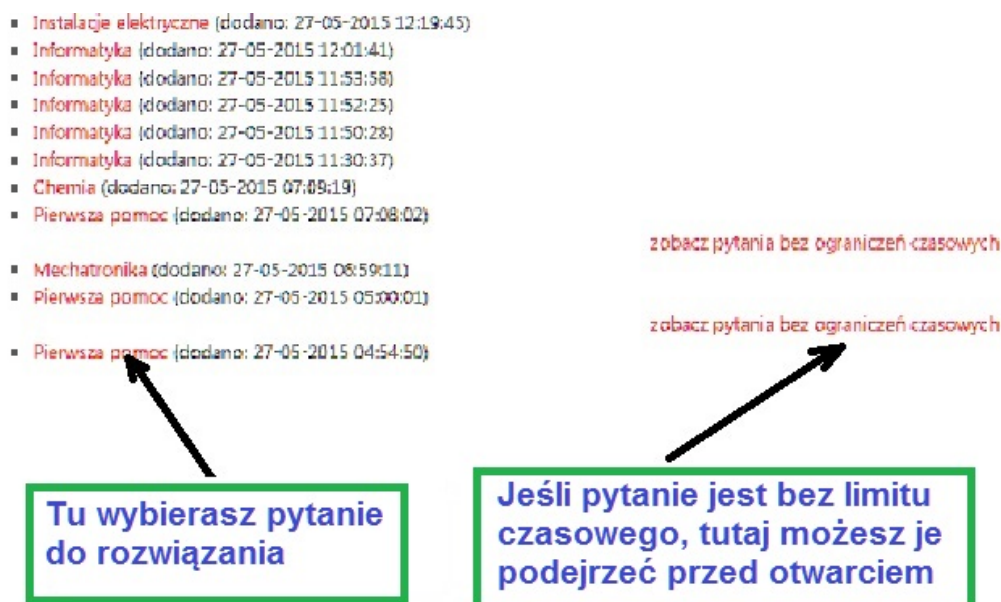 Instalacje elektryczne (dodano: 27-05-2015 12:19:45)
Informatyka (dodano: 27-05-2015 12:01:41)
Informatyka (dodano: 27-05-2015 11:53:58)
Informatyka (dodano: 27-05-2015 11:52:25)
Informatyka (dodano: 27-05-2015 11:50:28)
Informatyka (dodano: 27-05-2015 11:30:37)
Chemia (dodano: 27-05-2015 07:09:19)
Pierwsza pomoc (dodano: 27-05-2015 07:08:02)
zobacz pytania bez ograniczeń czasowych
Mechatronika (dodano: 27-05-2015 06:59:11)
Pierwsza pomoc (dodano: 27-05-2015 05:00:01)
zobacz pytania bez ograniczeń czasowych
Pierwsza pomoc (dodano: 27-05-2015 04:54:50)
Tu wybierasz pytanie
do rozwiązania
Jeśli pytanie jest bez limitu
czasowego, tutaj możesz je
podejrzeć przed otwarciem